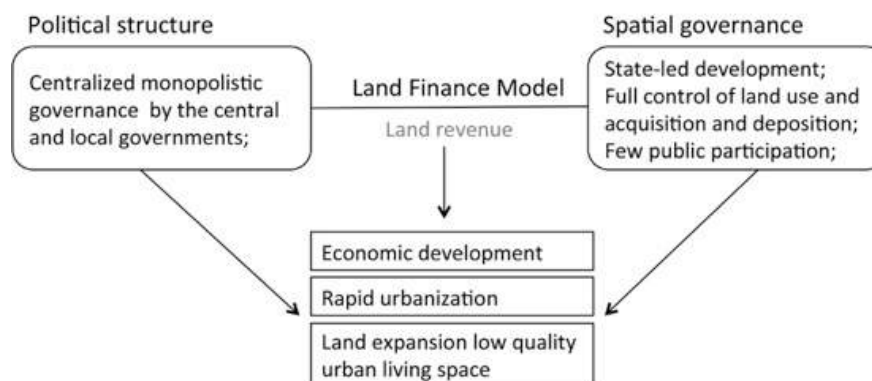 Political structure
Centralized monopolistic
governance by the central
and local governments;
Land Finance Model
Land revenue
Spatial governance
State-led development;
Full control of land use and
acquisition and deposition;
Few public participation;
Economic development
Rapid urbanization
Land expansion low quality
urban living space